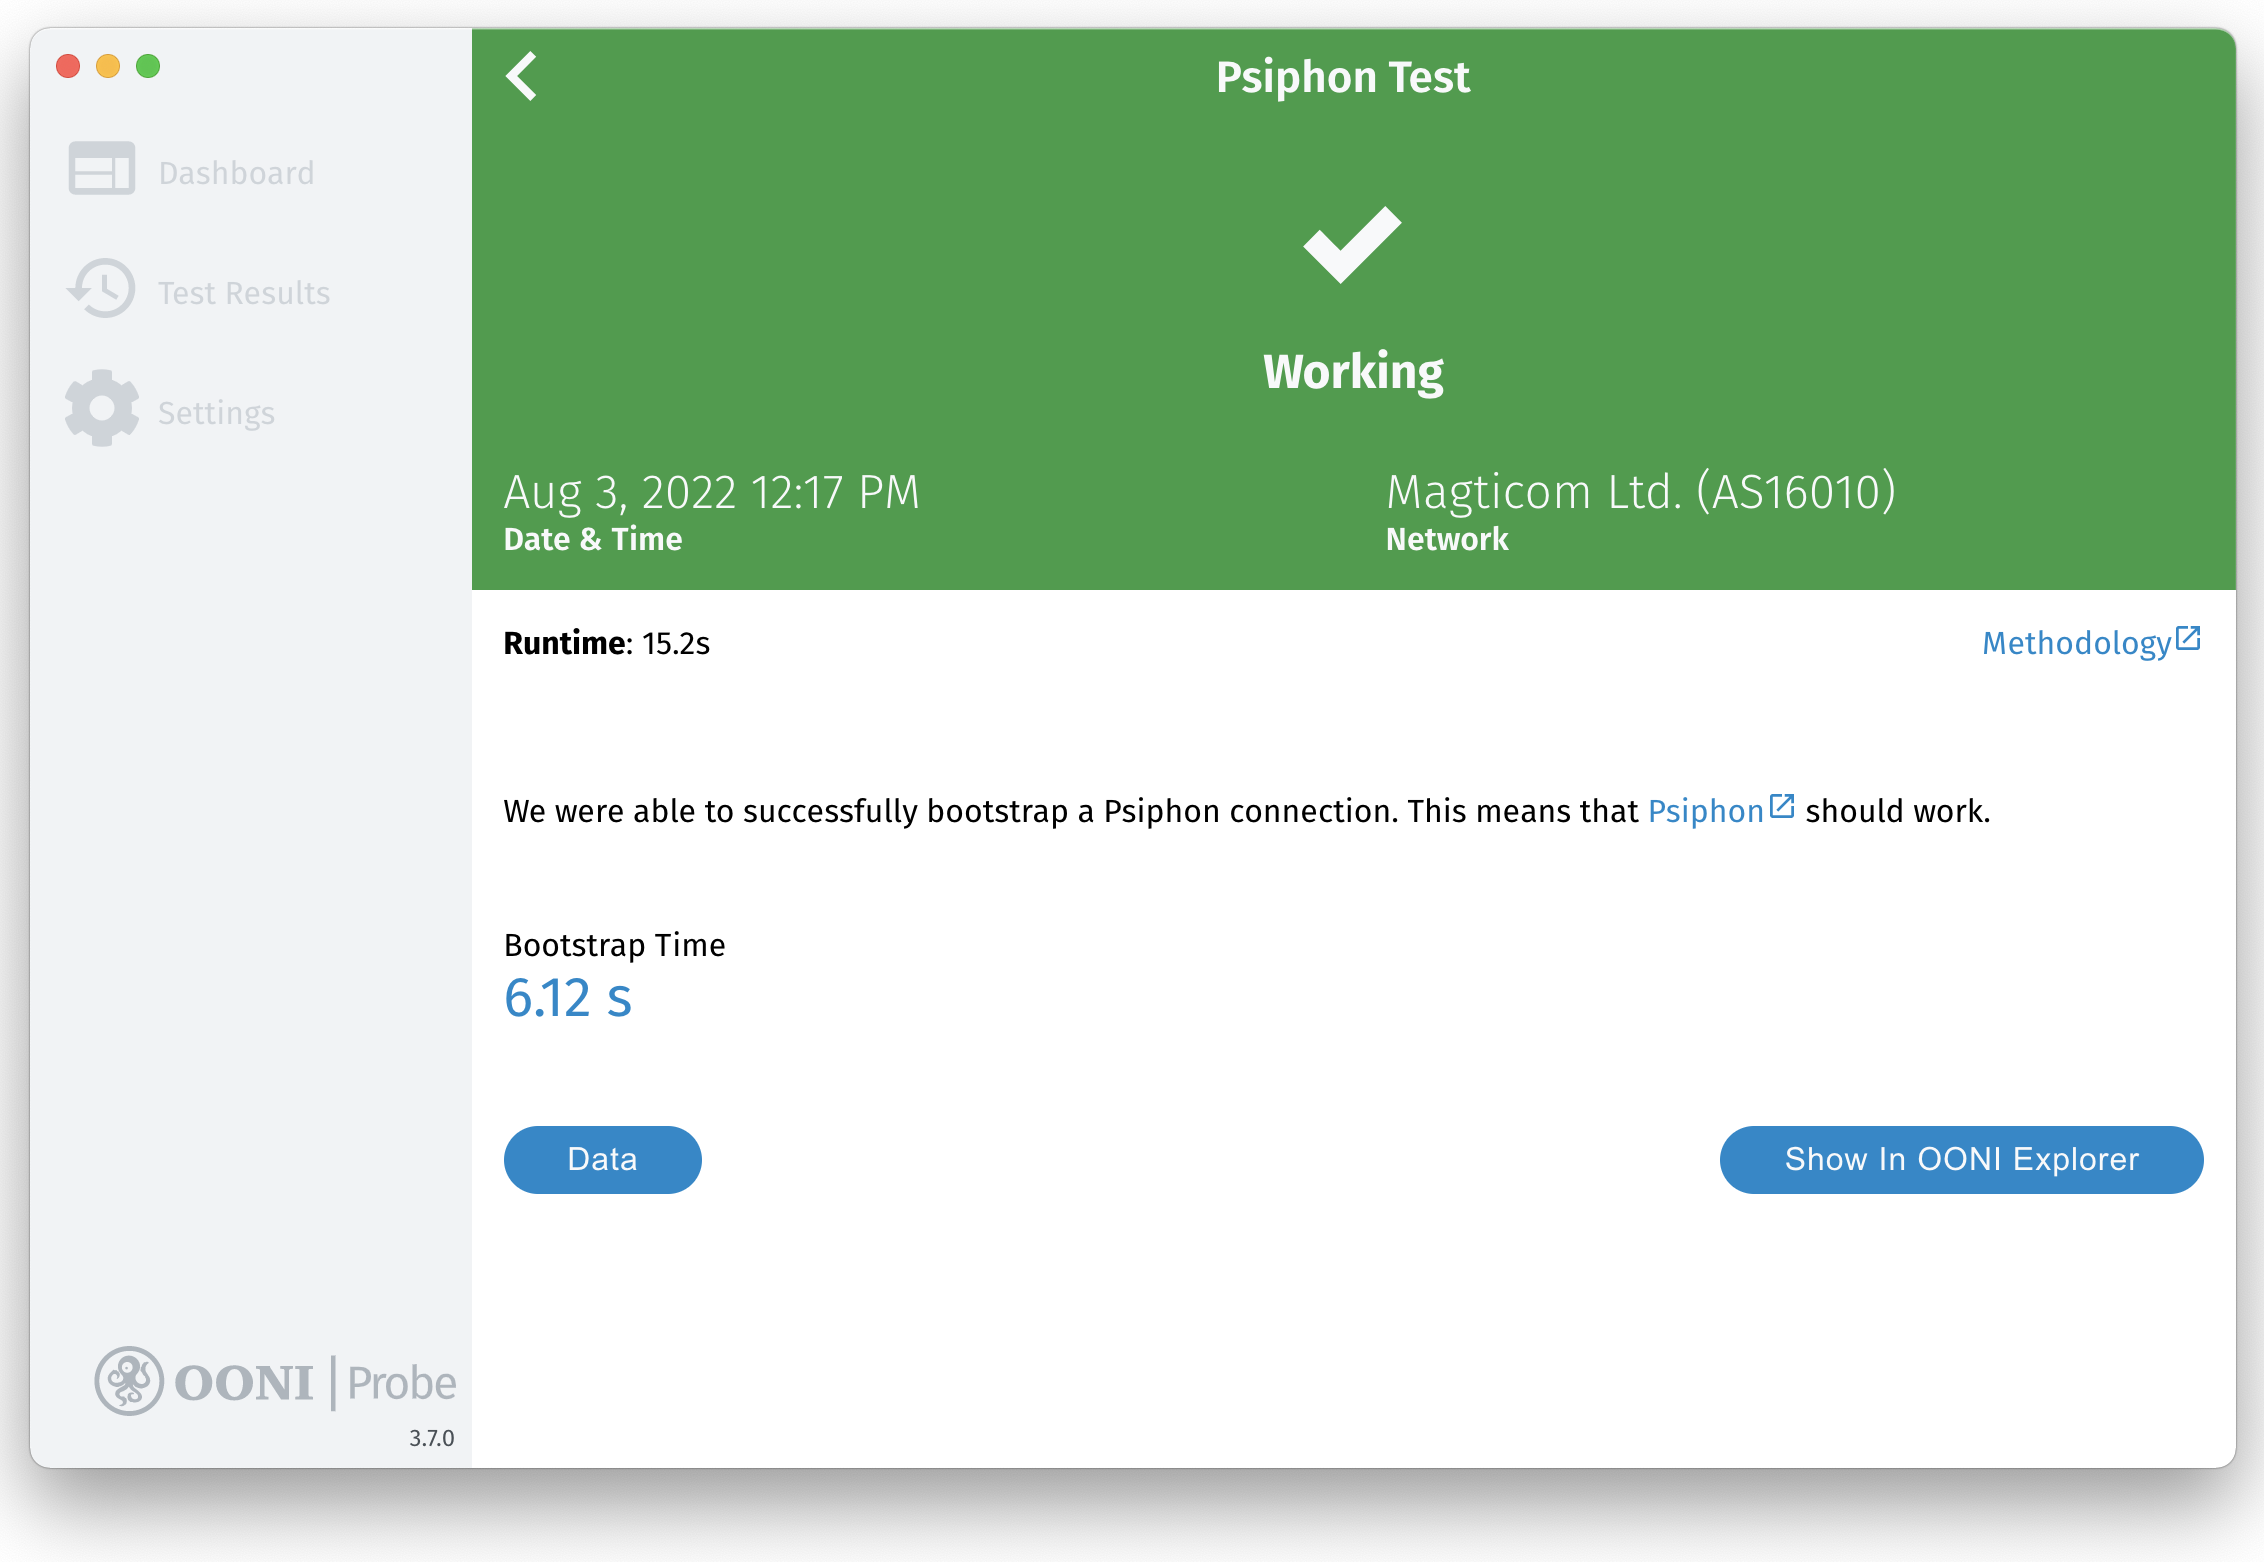 Psiphon Test
Dashboard
Test Results
Settings
Working
Aug 3, 2022 12:17 PM
Date & Time
Magticom Ltd. (AS16010)
Network
Runtime: 15.2s
Methodology
We were able to successfully bootstrap a Psiphon connection. This means that Psiphon should work.
Bootstrap Time
6.12 s
Data
Show In OONI Explorer
OONI | Probe
3.7.0